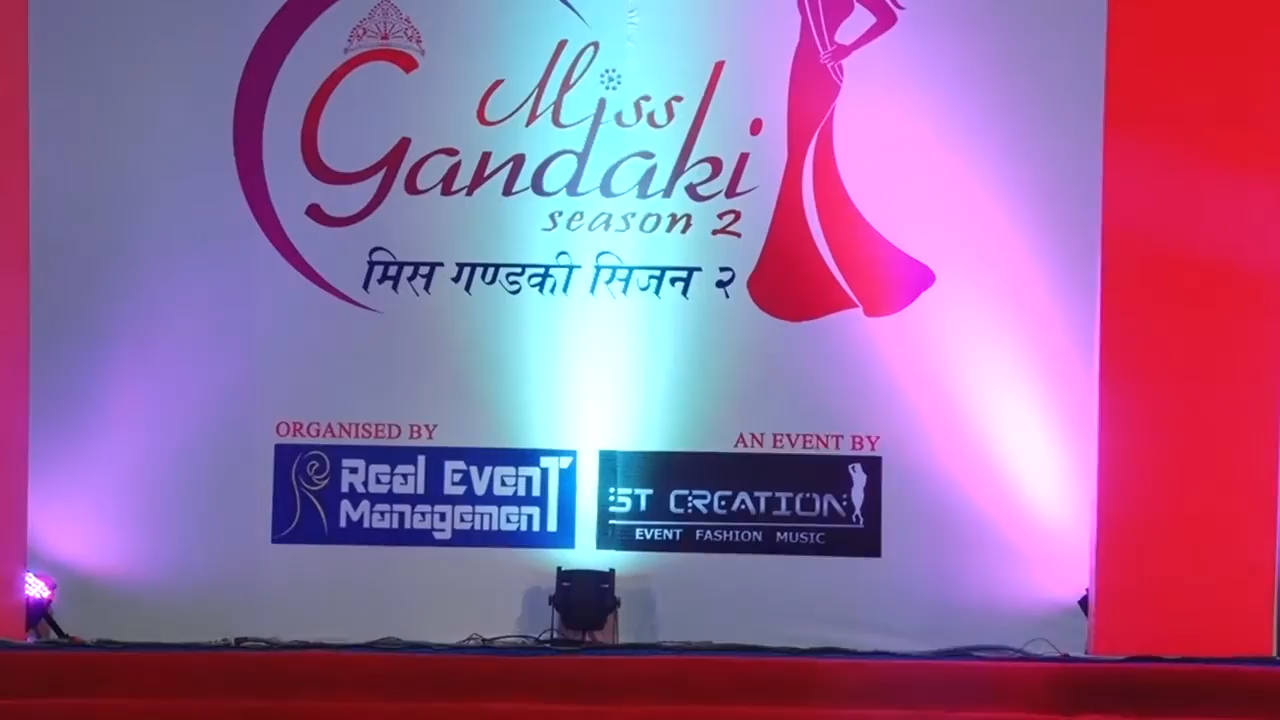 Miss
Gandaki
season 2
मिस गण्डकी सिजन २
ORGANISED BY
Real Event
Management
AN EVENT BY
ST CREATION
EVENT FASHION MUSIC